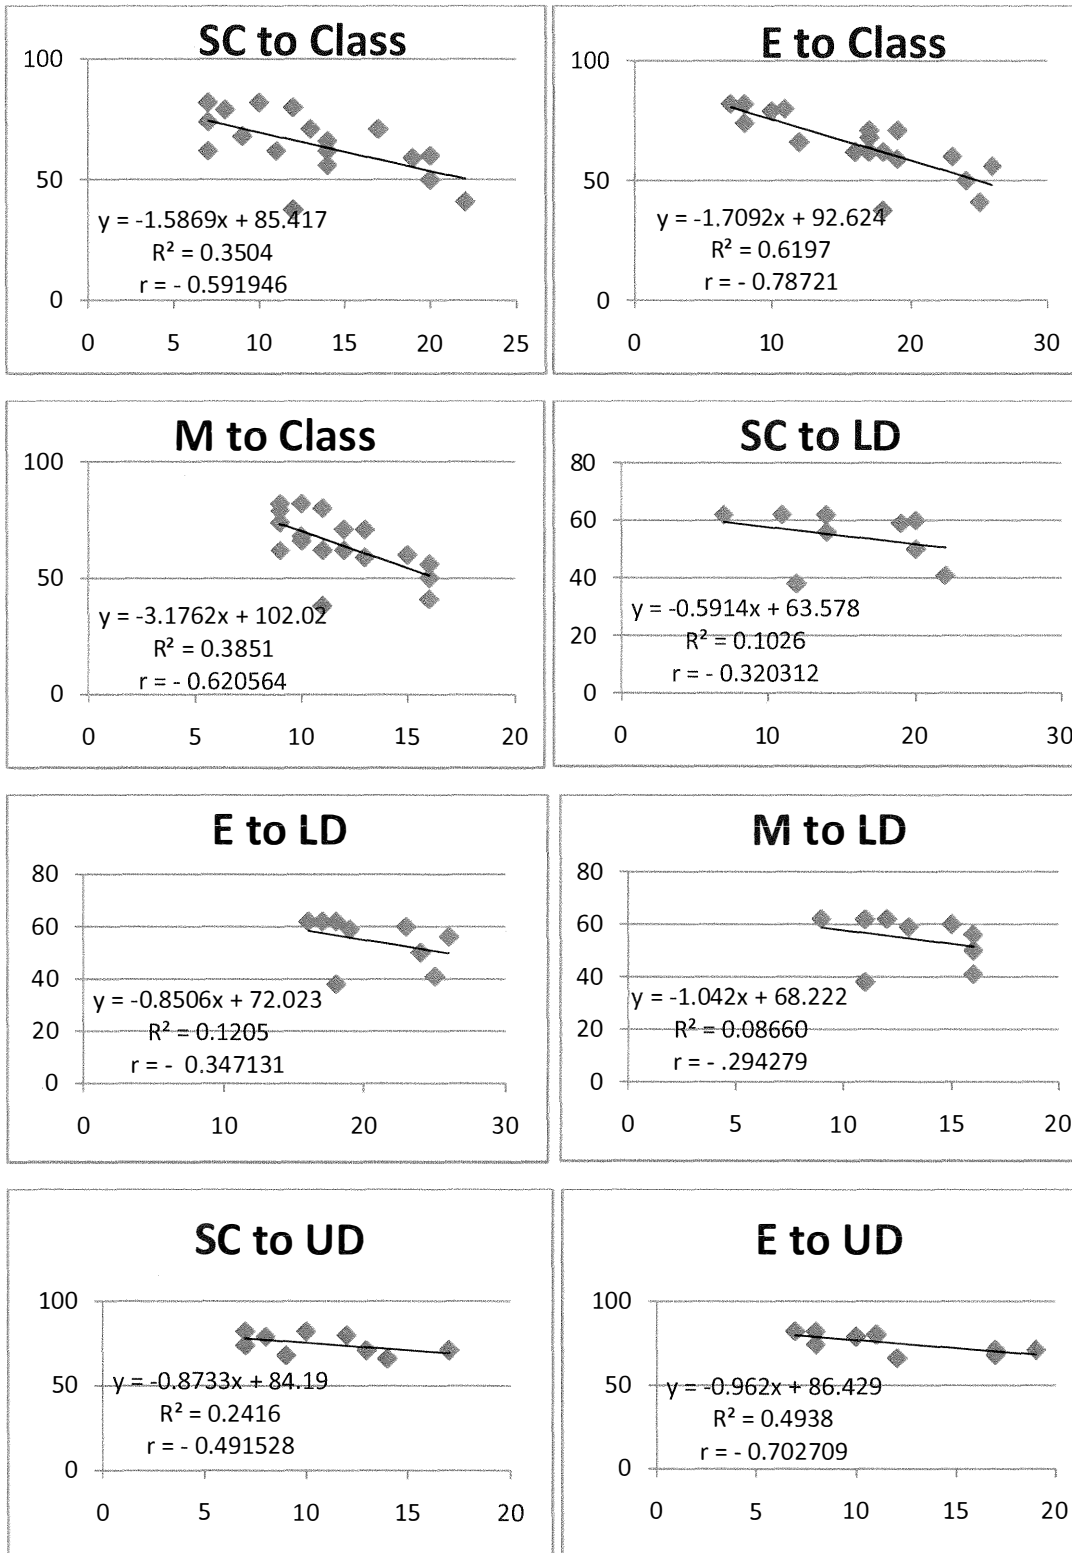 SC to Class
100
50
0
y = -1.5869x + 85.417
R² = 0.3504
r = - 0.591946
0 5 10 15 20 25
E to Class
100
50
0
y = -1.7092x + 92.624
R² = 0.6197
r = - 0.78721
0 10 20 30
M to Class
100
50
0
y = -3.1762x + 102.02
R² = 0.3851
r = - 0.620564
0 5 10 15 20
SC to LD
80
60
40
20
0
y = -0.5914x + 63.578
R² = 0.1026
r = - 0.320312
0 10 20 30
E to LD
80
60
40
20
0
y = -0.8506x + 72.023
R² = 0.1205
r = - 0.347131
0 10 20 30
M to LD
80
60
40
20
0
y = -1.042x + 68.222
R² = 0.08660
r = - .294279
0 5 10 15 20
SC to UD
100
50
0
y = -0.8733x + 84.19
R² = 0.2416
r = - 0.491528
0 5 10 15 20
E to UD
100
50
0
y = -0.962x + 86.429
R² = 0.4938
r = - 0.702709
0 5 10 15 20